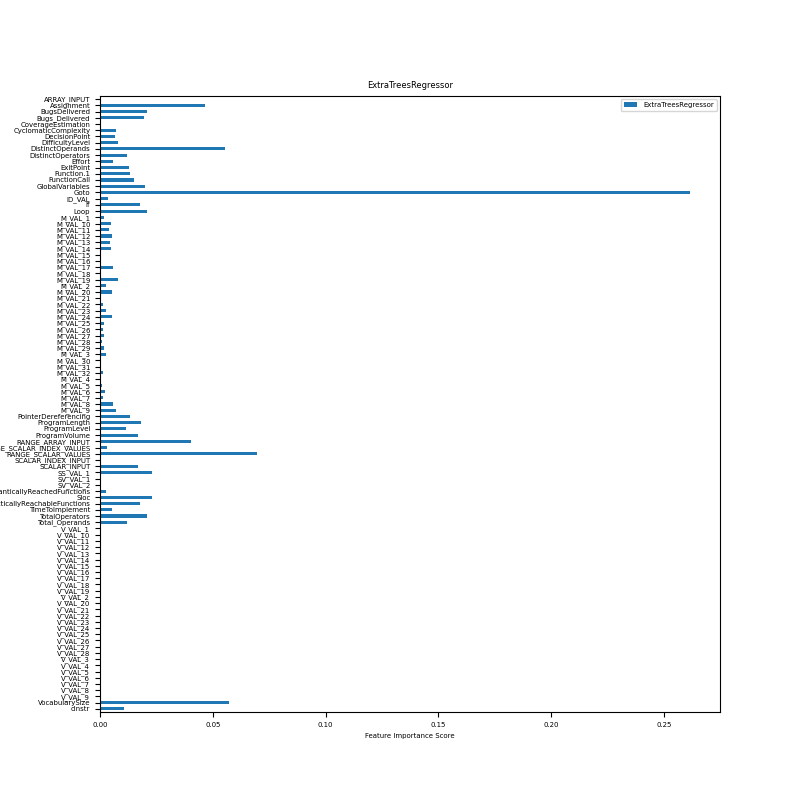 ExtraTreesRegressor
ExtraTreesRegressor
ARRAY_INPUT
Assignment
BugsDelivered
Bugs_Delivered
CoverageEstimation
CyclomaticComplexity
DecisionPoint
DifficultyLevel
DistinctOperands
DistinctOperators
Effort
ExitPoint
Function.1
FunctionCall
GlobalVariables
Goto
ID_VAL
If
Loop
M_VAL_1
M_VAL_10
M_VAL_11
M_VAL_12
M_VAL_13
M_VAL_14
M_VAL_15
M_VAL_16
M_VAL_17
M_VAL_18
M_VAL_19
M_VAL_2
M_VAL_20
M_VAL_21
M_VAL_22
M_VAL_23
M_VAL_24
M_VAL_25
M_VAL_26
M_VAL_27
M_VAL_28
M_VAL_29
M_VAL_3
M_VAL_30
M_VAL_31
M_VAL_32
M_VAL_4
M_VAL_5
M_VAL_6
M_VAL_7
M_VAL_8
M_VAL_9
PointerDereferencing
ProgramLength
ProgramLevel
ProgramVolume
RANGE_ARRAY_INPUT
E_SCALAR_INDEX_VALUES
RANGE_SCALAR_VALUES
SCALAR_INDEX_INPUT
SCALAR_INPUT
SS_VAL_1
SV_VAL_1
SV_VAL_2
anticallyReachedFunctions
Sloc
ticallyReachableFunctions
TimeToImplement
TotalOperators
Total_Operands
V_VAL_1
V_VAL_10
V_VAL_11
V_VAL_12
V_VAL_13
V_VAL_14
V_VAL_15
V_VAL_16
V_VAL_17
V_VAL_18
V_VAL_19
V_VAL_2
V_VAL_20
V_VAL_21
V_VAL_22
V_VAL_23
V_VAL_24
V_VAL_25
V_VAL_26
V_VAL_27
V_VAL_28
V_VAL_3
V_VAL_4
V_VAL_5
V_VAL_6
V_VAL_7
V_VAL_8
V_VAL_9
VocabularySize
cinstr
0.00 0.05 0.10 0.15 0.20 0.25
Feature Importance Score